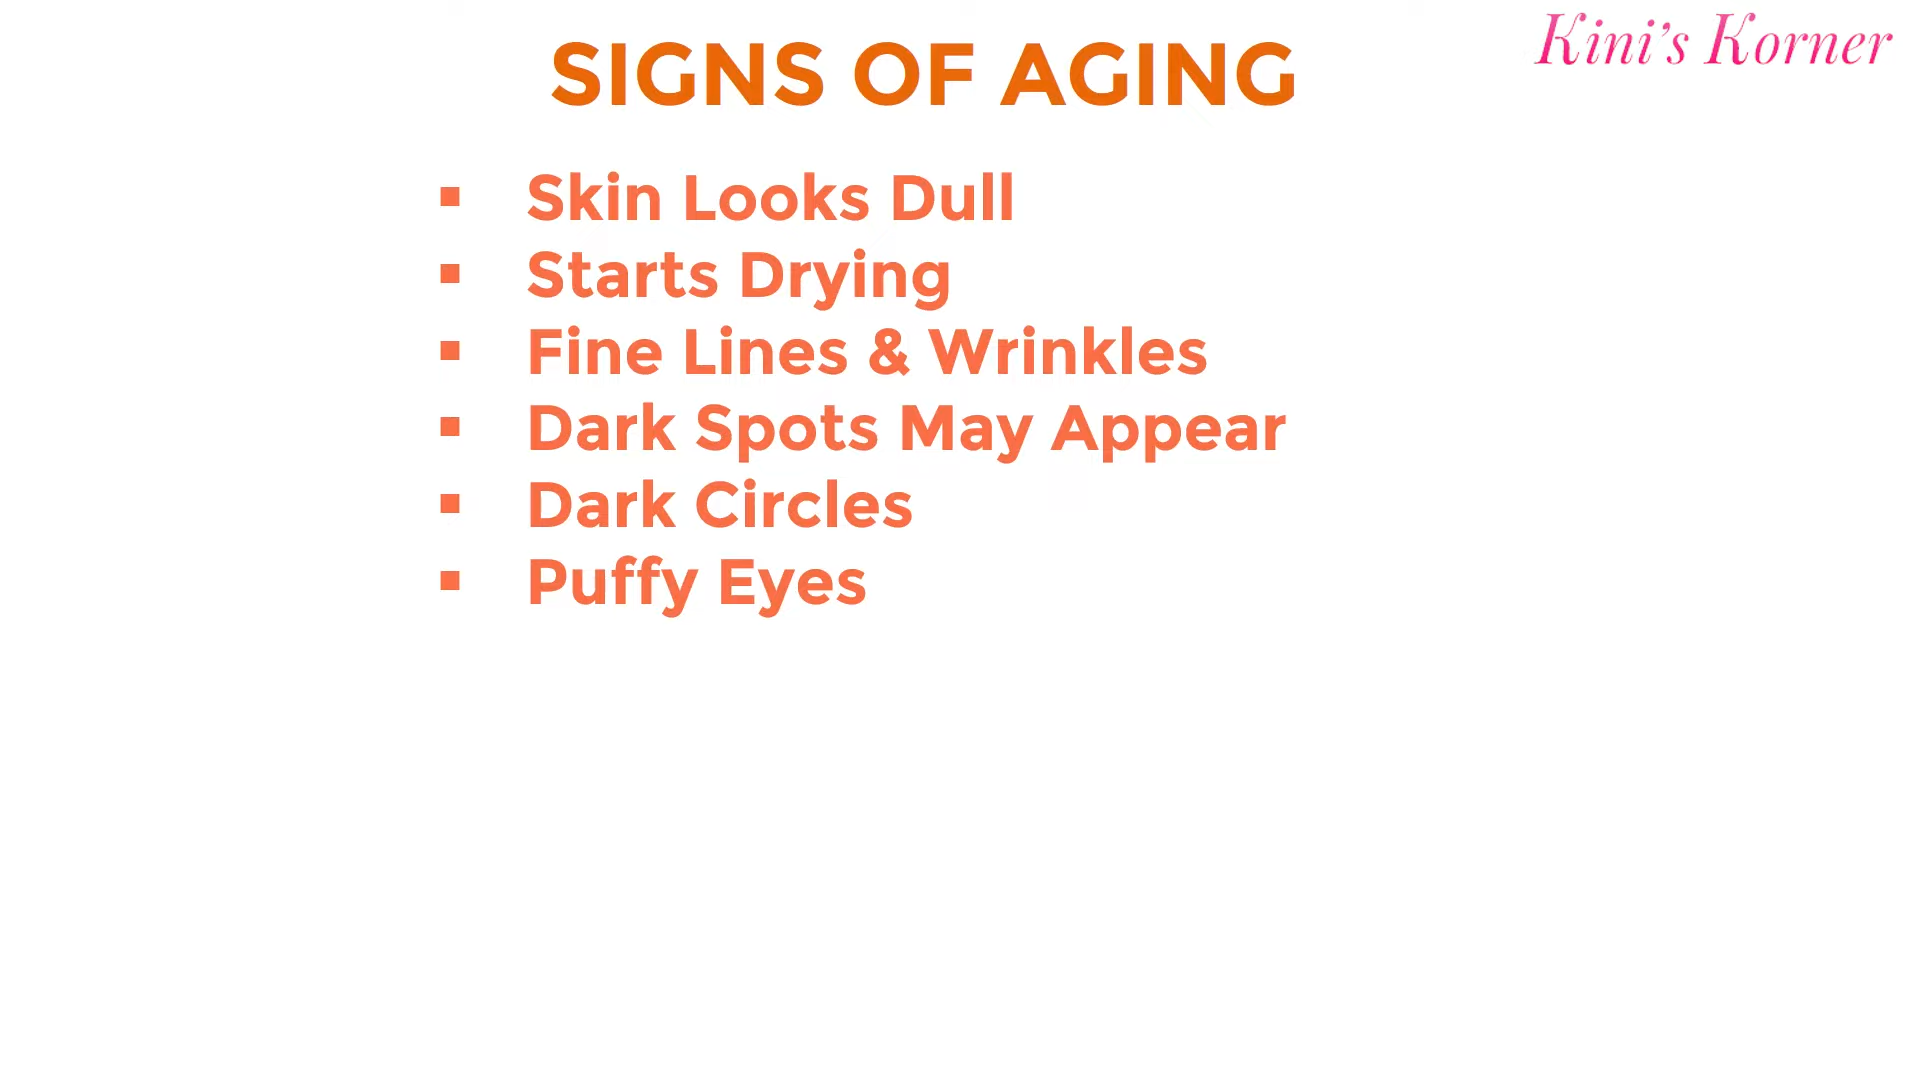 SIGNS OF AGING
Kini's Korner
▪ Skin Looks Dull
▪ Starts Drying
▪ Fine Lines & Wrinkles
▪ Dark Spots May Appear
▪ Dark Circles
▪ Puffy Eyes